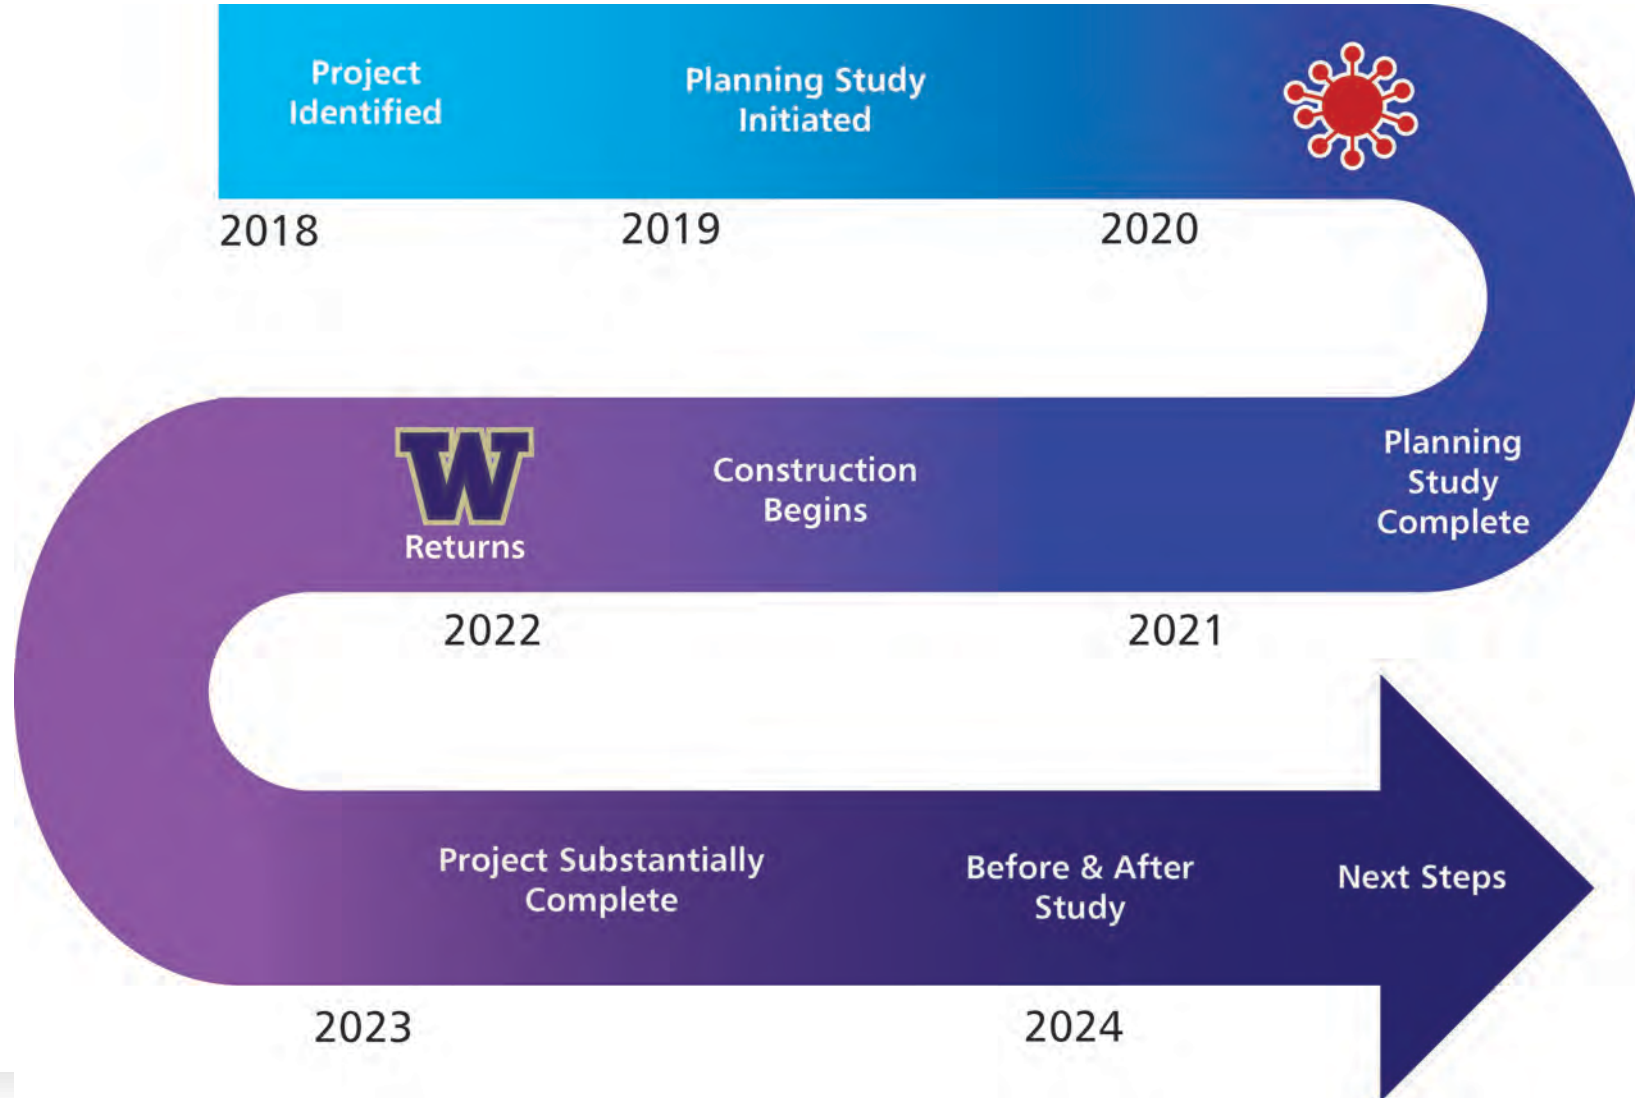 Project
Identified
Planning Study
Initiated
2018
2019
2020
Planning
Study
Complete
Construction
Begins
W
Returns
2021
2022
Project Substantially
Complete
Before & After
Study
Next Steps
2023
2024